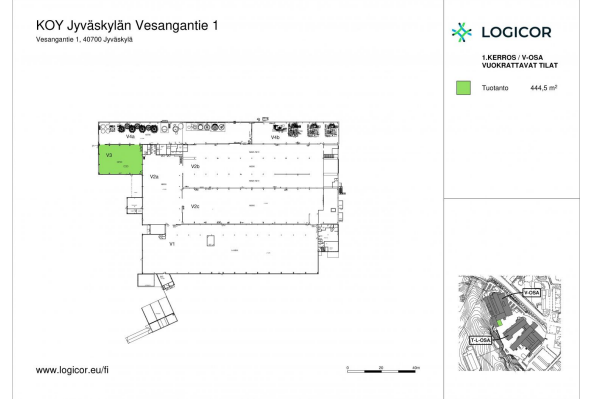 KOY Jyväskylän Vesangantie 1
Vesangantie 1, 40700 Jyväskylä
LOGICOR
1.KERROS / V-OSA
VUOKRATTAVAT TILAT
Tuotanto 444,5 m²
V4a
V4b
V3
V2a
V2b
V2c
V1
V-OSA
T-L-OSA
www.logicor.eu/fi
0 20 40m